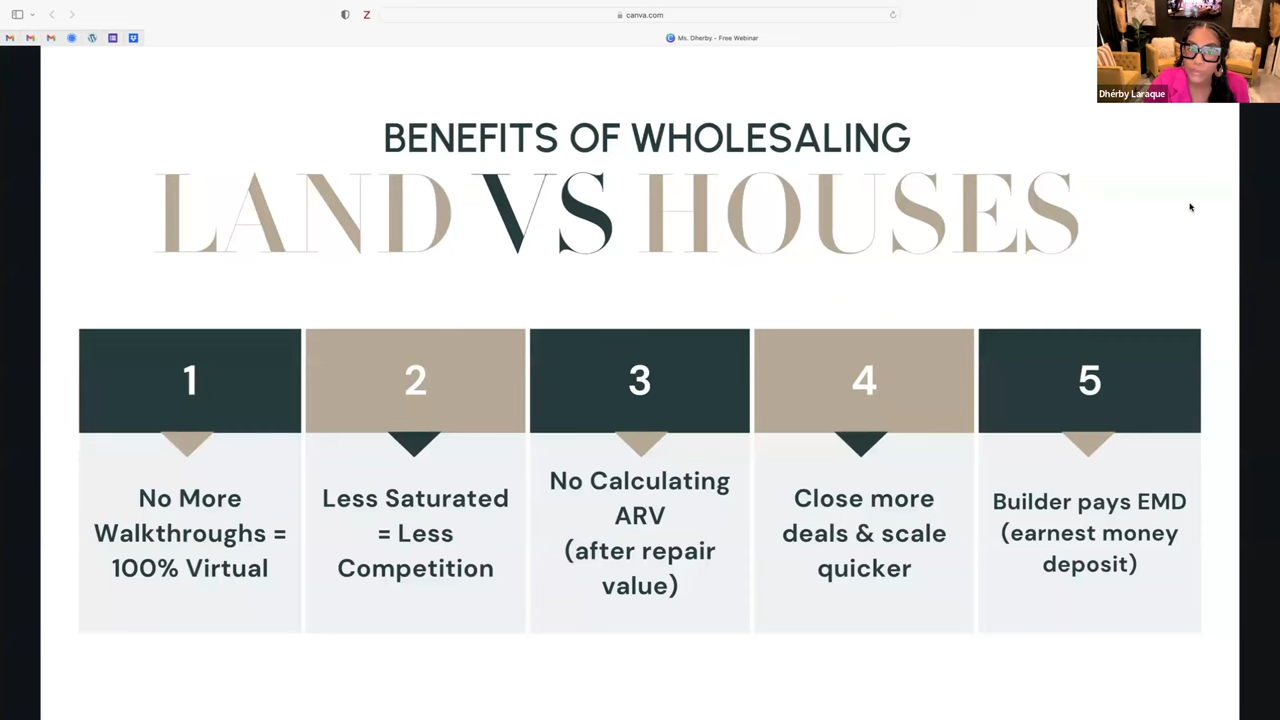 canva.com
Ms. Dherby - Free Webinar
Dhérby Laraque
BENEFITS OF WHOLESALING
LAND VS HOUSES
1
No More
Walkthroughs =
100% Virtual
2
Less Saturated
= Less
Competition
3
No Calculating
ARV
(after repair
value)
4
Close more
deals & scale
quicker
5
Builder pays EMD
(earnest money
deposit)